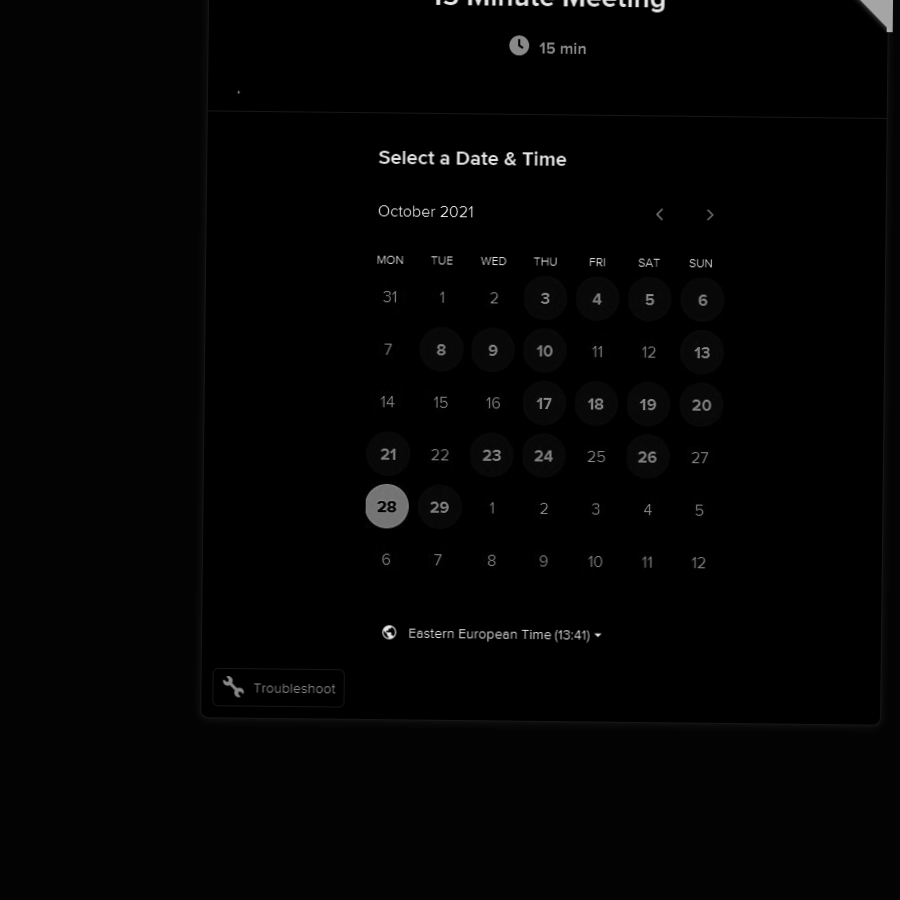 15 Minute Meeting
15 min
Select a Date & Time
October 2021
MON TUE WED THU FRI SAT SUN
31 1 2 3 4 5 6
7 8 9 10 11 12 13
14 15 16 17 18 19 20
21 22 23 24 25 26 27
28 29 1 2 3 4 5
6 7 8 9 10 11 12
Eastern European Time (13:41)
Troubleshoot